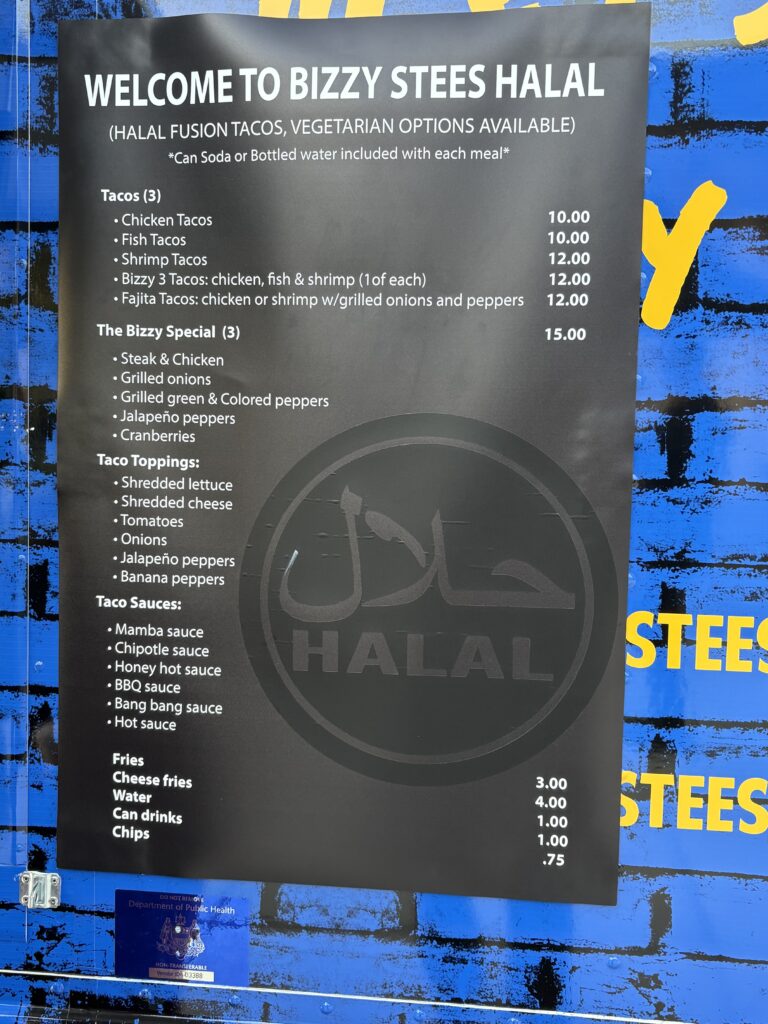 WELCOME TO BIZZY STEES HALAL
(HALAL FUSION TACOS, VEGETARIAN OPTIONS AVAILABLE)
*Can Soda or Bottled water included with each meal*
Tacos (3)
• Chicken Tacos 10.00
• Fish Tacos 10.00
• Shrimp Tacos 12.00
• Bizzy 3 Tacos: chicken, fish & shrimp (1of each) 12.00
• Fajita Tacos: chicken or shrimp w/grilled onions and peppers 12.00
The Bizzy Special (3) 15.00
• Steak & Chicken
• Grilled onions
• Grilled green & Colored peppers
• Jalapeño peppers
• Cranberries
Taco Toppings:
• Shredded lettuce
• Shredded cheese
• Tomatoes
• Onions
• Jalapeño peppers
• Banana peppers
Taco Sauces:
• Mamba sauce
• Chipotle sauce
• Honey hot sauce
• BBQ sauce
• Bang bang sauce
• Hot sauce
حلال
HALAL
Fries 3.00
Cheese fries 4.00
Water 1.00
Can drinks 1.00
Chips .75
Y
STEES
STEES
DO NOT REMOVE
Department of Public Health
NON-TRANSFERABLE